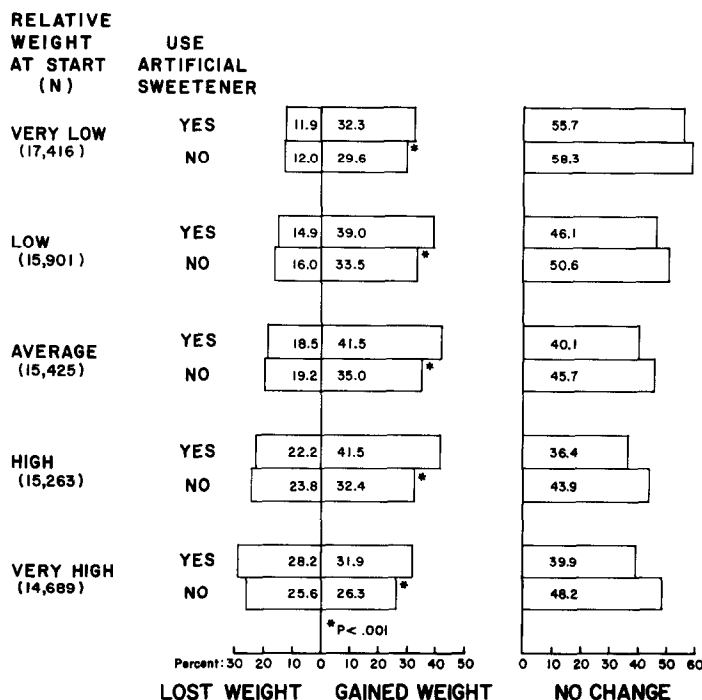 RELATIVE
WEIGHT USE
AT START ARTIFICIAL
(N) SWEETENER
VERY LOW
(17,416)
YES 11.9 32.3 55.7
NO 12.0 29.6 * 58.3
LOW
(15,901)
YES 14.9 39.0 46.1
NO 16.0 33.5 * 50.6
AVERAGE
(15,425)
YES 18.5 41.5 40.1
NO 19.2 35.0 * 45.7
HIGH
(15,263)
YES 22.2 41.5 36.4
NO 23.8 32.4 * 43.9
VERY HIGH
(14,689)
YES 28.2 31.9 39.9
NO 25.6 26.3 * 48.2
*P< .001
Percent: 30 20 10 0 10 20 30 40 50 0 10 20 30 40 50 60
LOST WEIGHT GAINED WEIGHT NO CHANGE